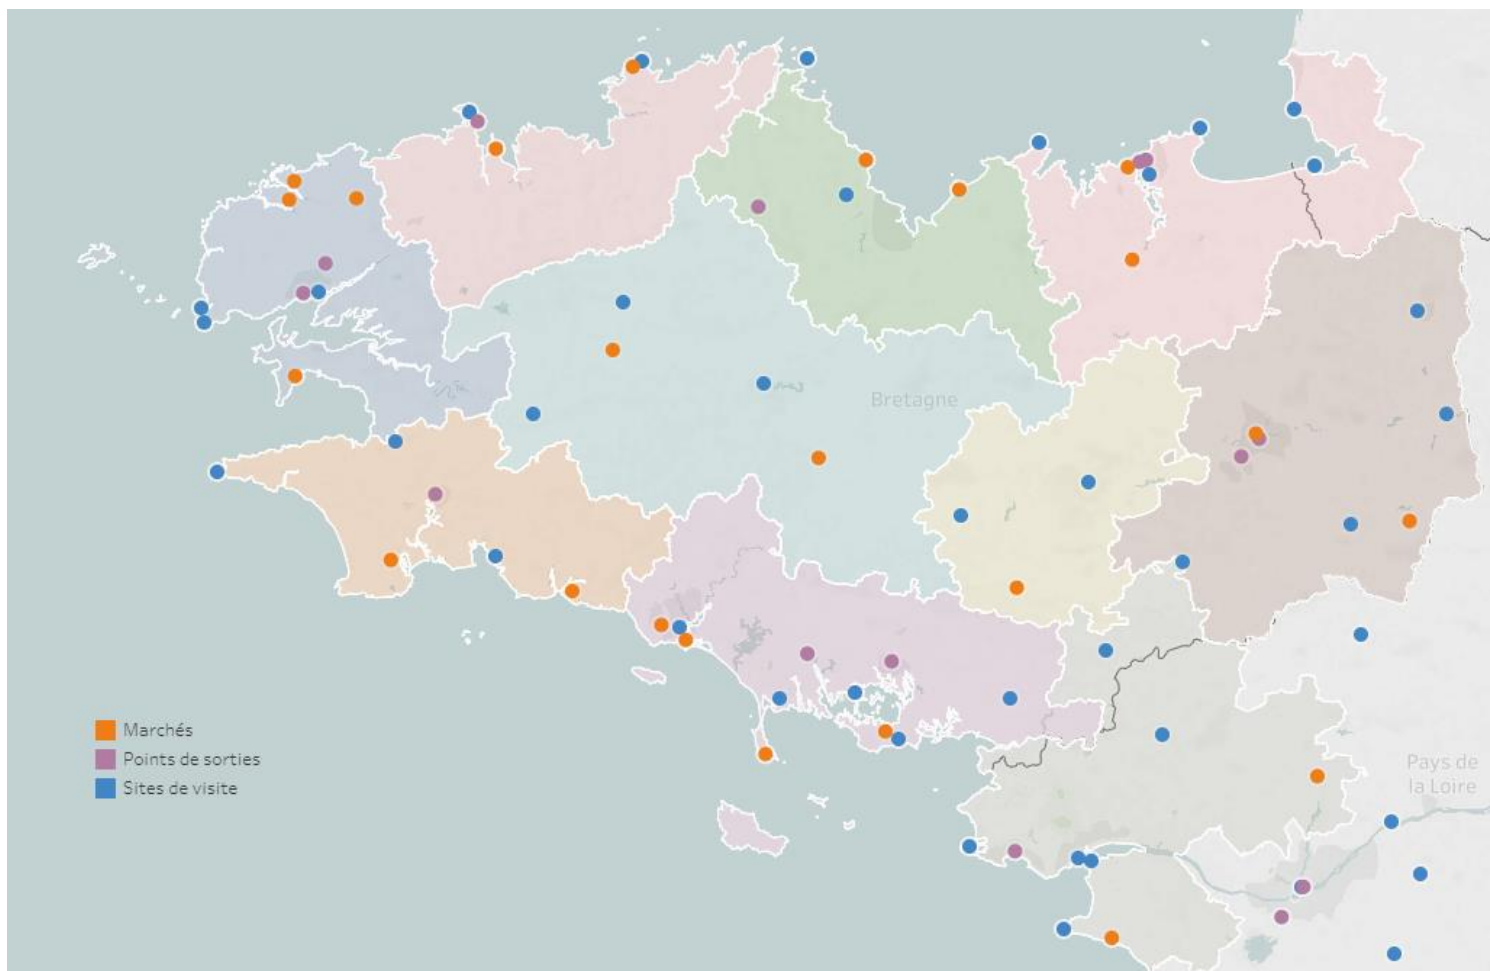 Bretagne
Marchés
Points de sorties
Sites de visite
Pays de
la Loire